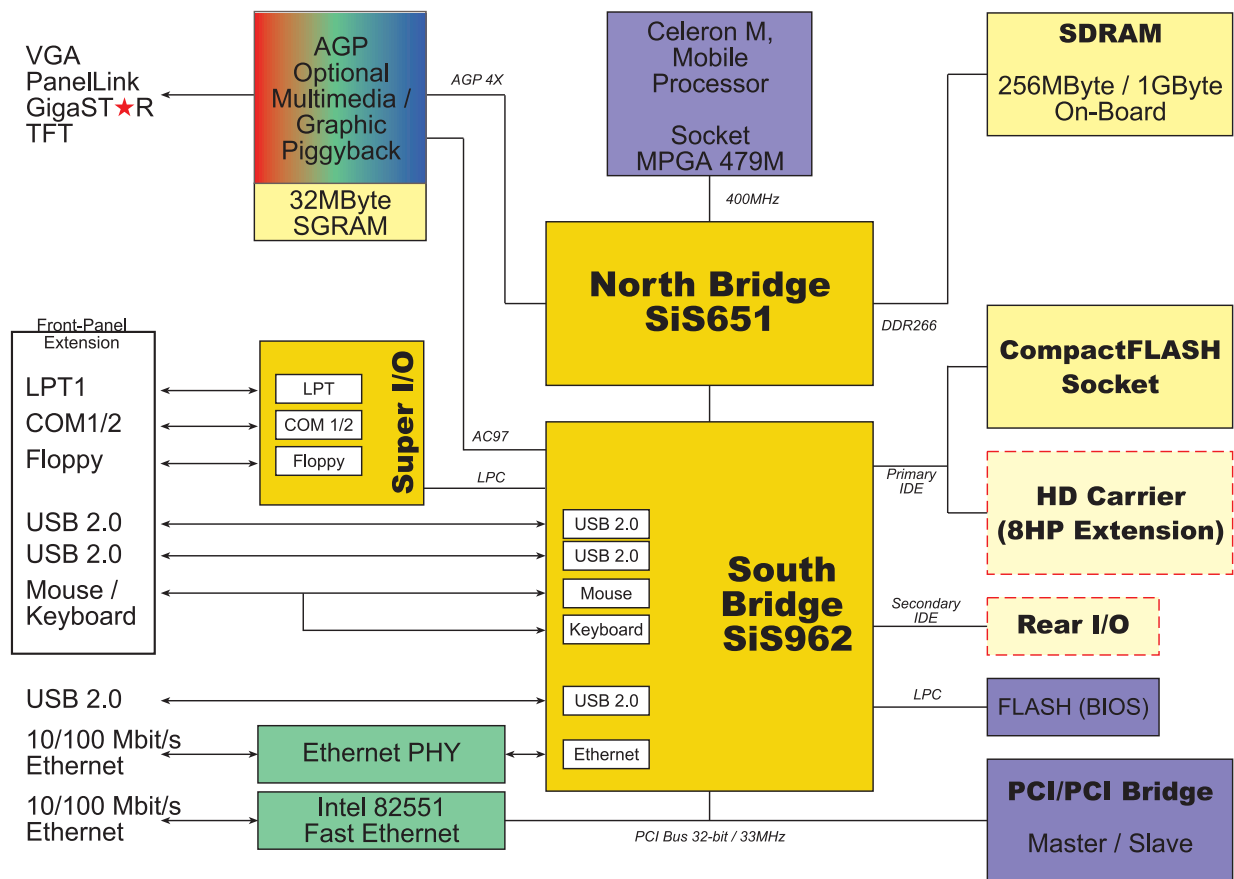 VGA
PanelLink
GigaST★R
TFT
AGP
Optional
Multimedia /
Graphic
Piggyback
32MByte
SGRAM
AGP 4X
Celeron M,
Mobile
Processor
Socket
MPGA 479M
400MHz
SDRAM
256MByte / 1GByte
On-Board
North Bridge
SiS651
DDR266
Front-Panel
Extension
LPT1
COM1/2
Floppy
USB 2.0
USB 2.0
Mouse /
Keyboard
LPT
COM 1/2
Floppy
Super I/O
AC97
LPC
USB 2.0
USB 2.0
Mouse
Keyboard
USB 2.0
Ethernet
South
Bridge
SiS962
Primary
IDE
CompactFLASH
Socket
HD Carrier
(8HP Extension)
Secondary
IDE
Rear I/O
LPC
FLASH (BIOS)
USB 2.0
10/100 Mbit/s
Ethernet
Ethernet PHY
10/100 Mbit/s
Ethernet
Intel 82551
Fast Ethernet
PCI Bus 32-bit / 33MHz
PCI/PCI Bridge
Master / Slave